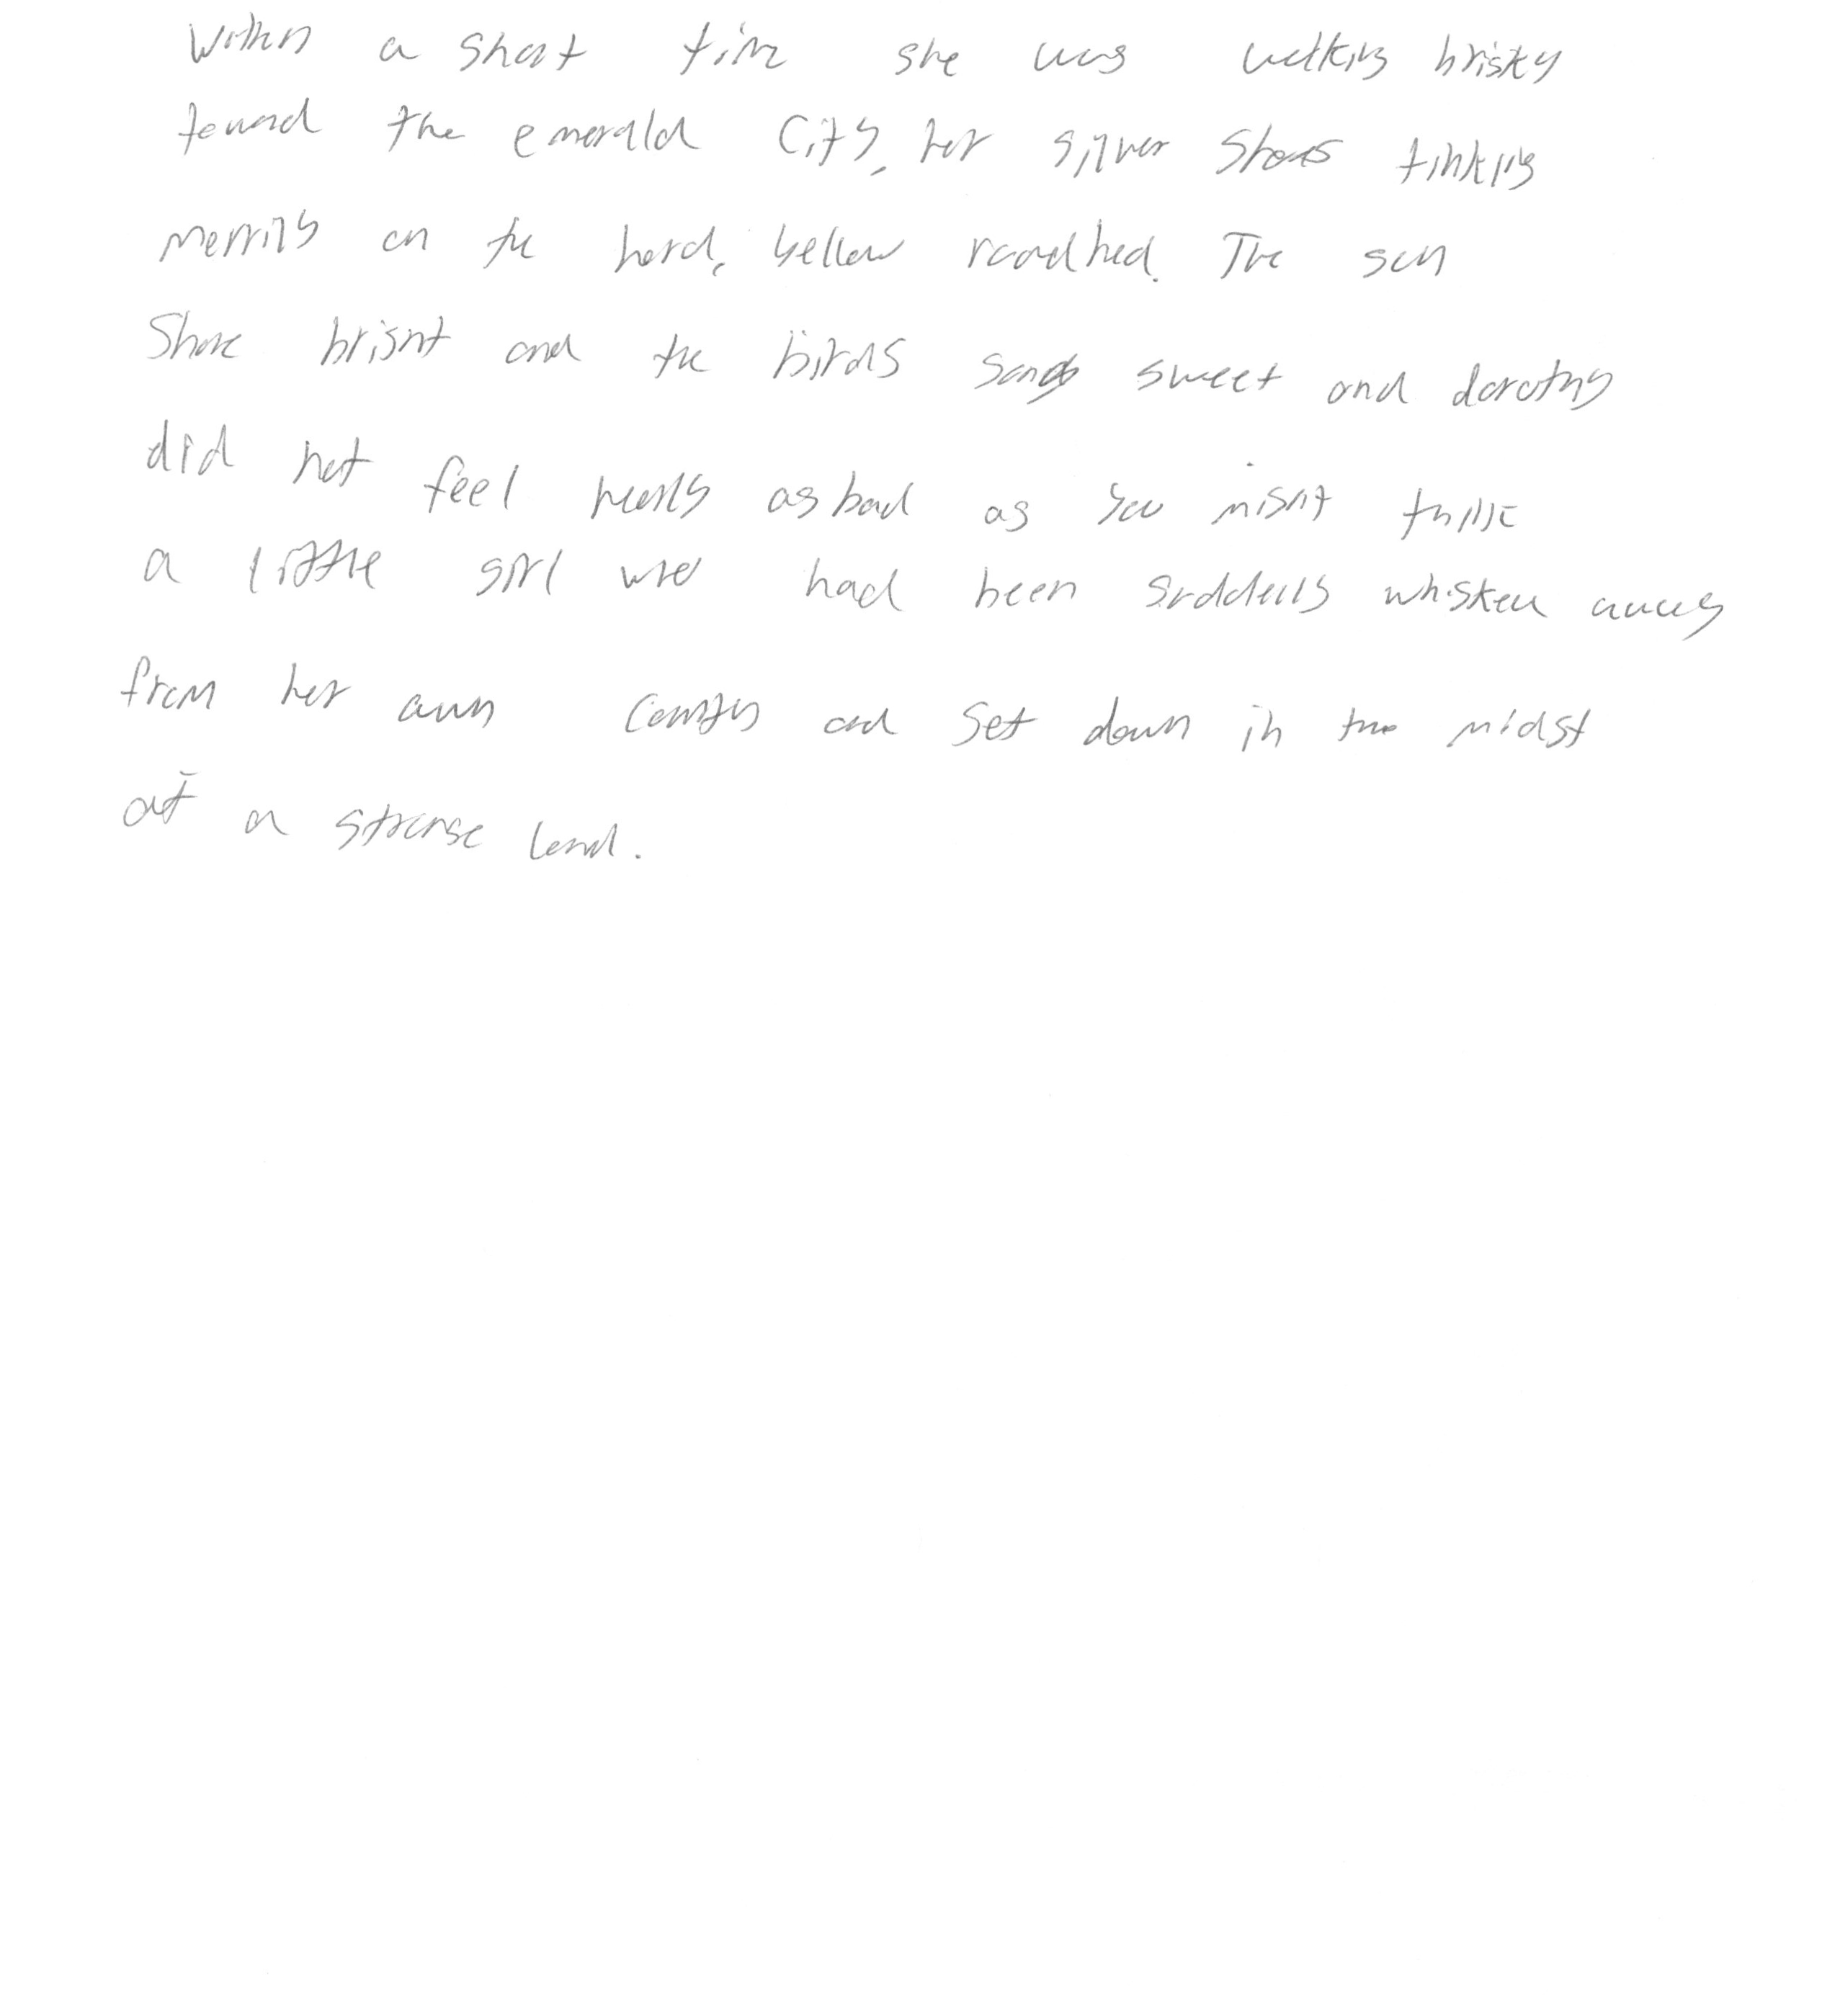 Within a short time she was walking briskly
toward the emerald City, her silver shoes tinkling
merrily on the hard, yellow roadbed. The sun
shone bright and the birds sang sweet and dorothy
did not feel nearly as bad as you might think
a little girl who had been suddenly whisked away
from her own country and set down in the midst
of a strange land.